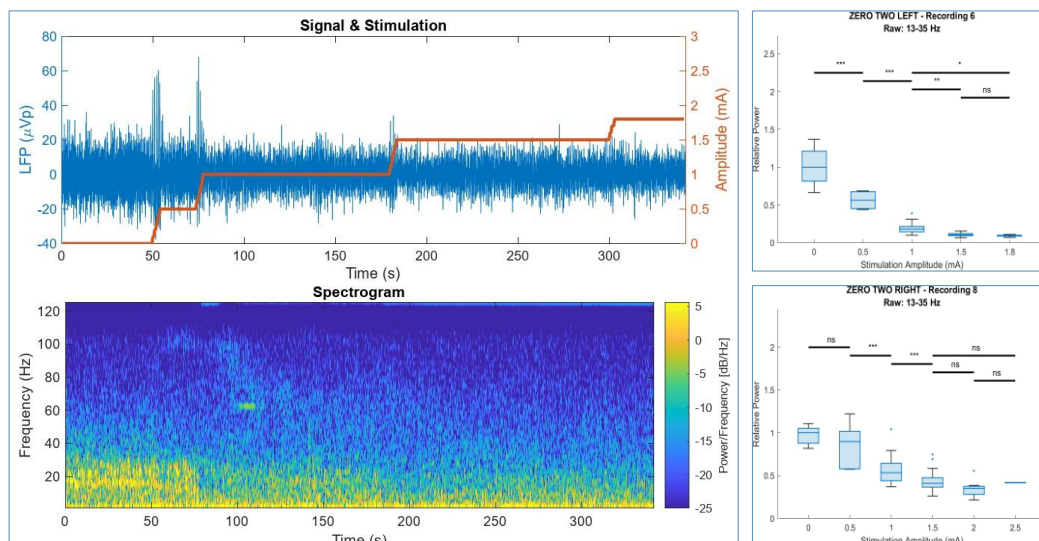 Signal & Stimulation
80
60
40
20
0
-20
-40
LFP (μVp)
3
2.5
2
1.5
1
0.5
0
Amplitude (mA)
0 50 100 150 200 250 300
Time (s)
Spectrogram
120
100
80
60
40
20
Frequency (Hz)
5
0
-5
-10
-15
-20
-25
Power/Frequency [dB/Hz]
0 50 100 150 200 250 300
Time (s)
ZERO TWO LEFT - Recording 6
Raw: 13-35 Hz
2.5
2
1.5
1
0.5
0
Relative Power
*** *** * ** ns
0 0.5 1 1.5 1.8
Stimulation Amplitude (mA)
ZERO TWO RIGHT - Recording 8
Raw: 13-35 Hz
2
1.5
1
0.5
0
Relative Power
ns *** *** ns ns ns
0 0.5 1 1.5 2 2.5
Stimulation Amplitude (mA)